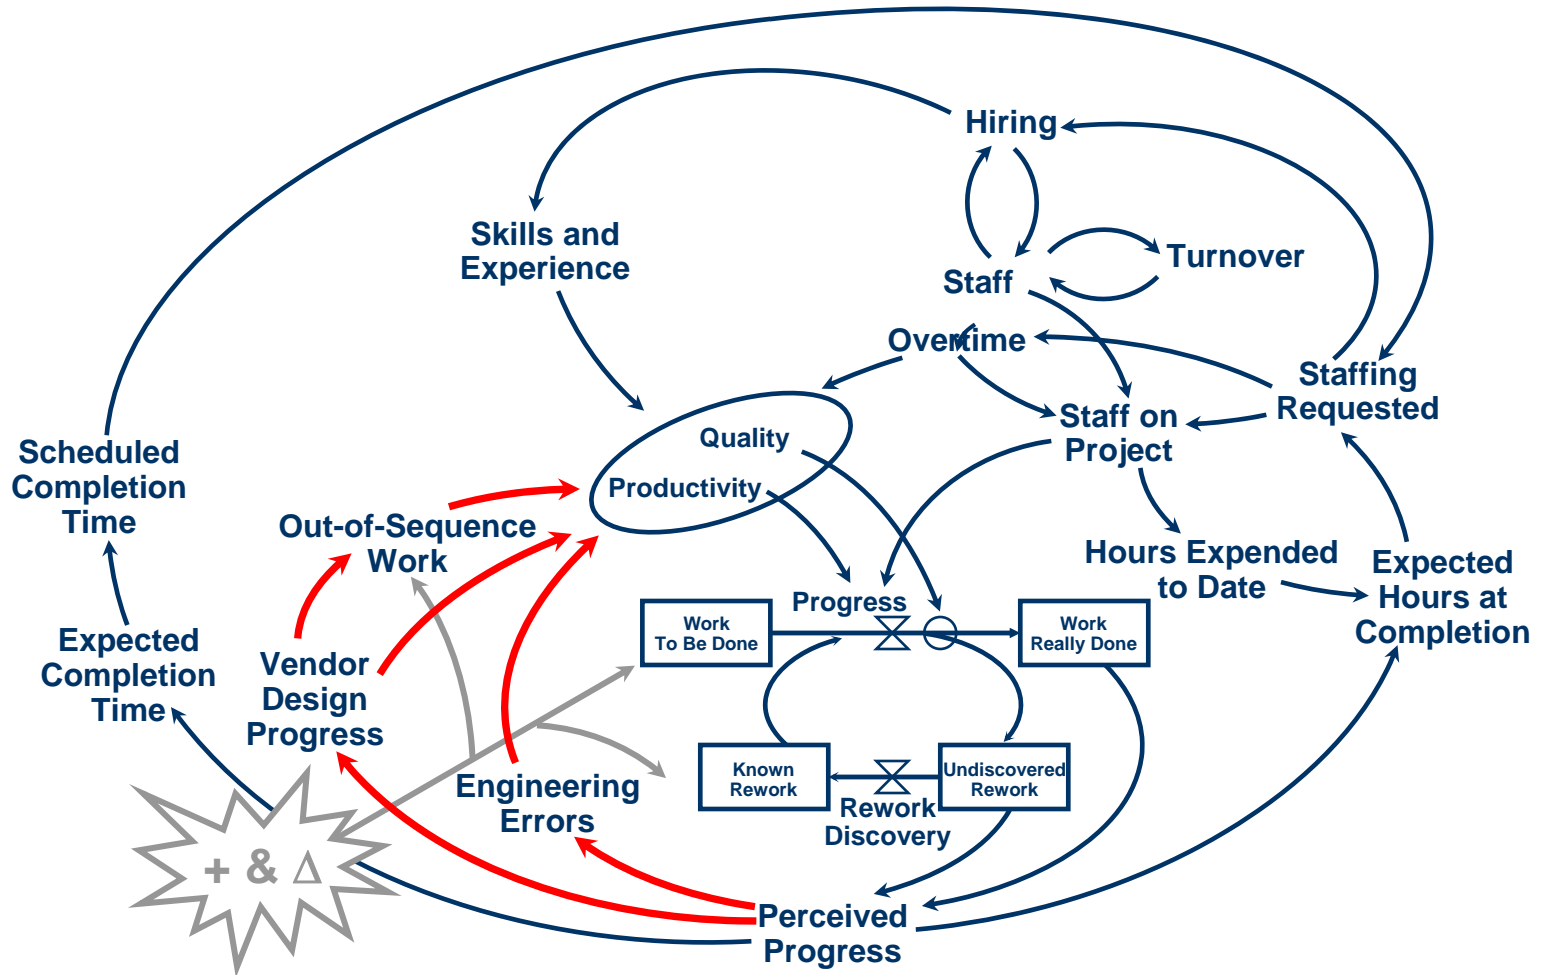 Hiring
Skills and
Experience
Turnover
Staff
Overtime
Staffing
Requested
Staff on
Project
Quality
Productivity
Scheduled
Completion
Time
Out-of-Sequence
Work
Hours Expended
to Date
Expected
Hours at
Completion
Progress
Work
To Be Done
Work
Really Done
Expected
Completion
Time
Vendor
Design
Progress
Known
Rework
Undiscovered
Rework
Rework
Discovery
Engineering
Errors
+ & Δ
Perceived
Progress